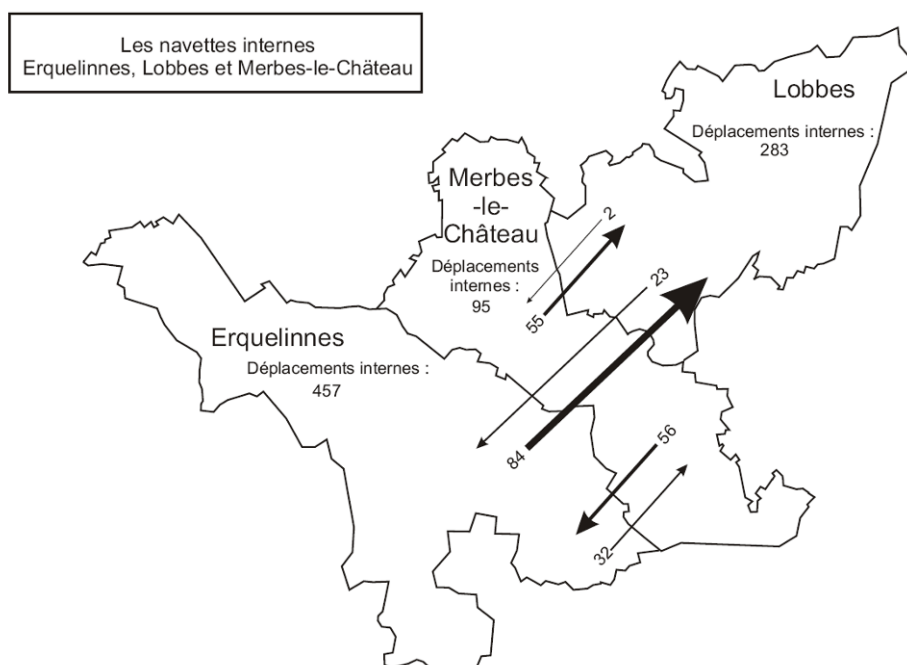 Les navettes internes
Erquelinnes, Lobbes et Merbes-le-Château
Lobbes
Déplacements internes :
283
Merbes
-le-
Château
Déplacements
internes :
95
2
55
23
Erquelinnes
Déplacements internes :
457
84
56
32